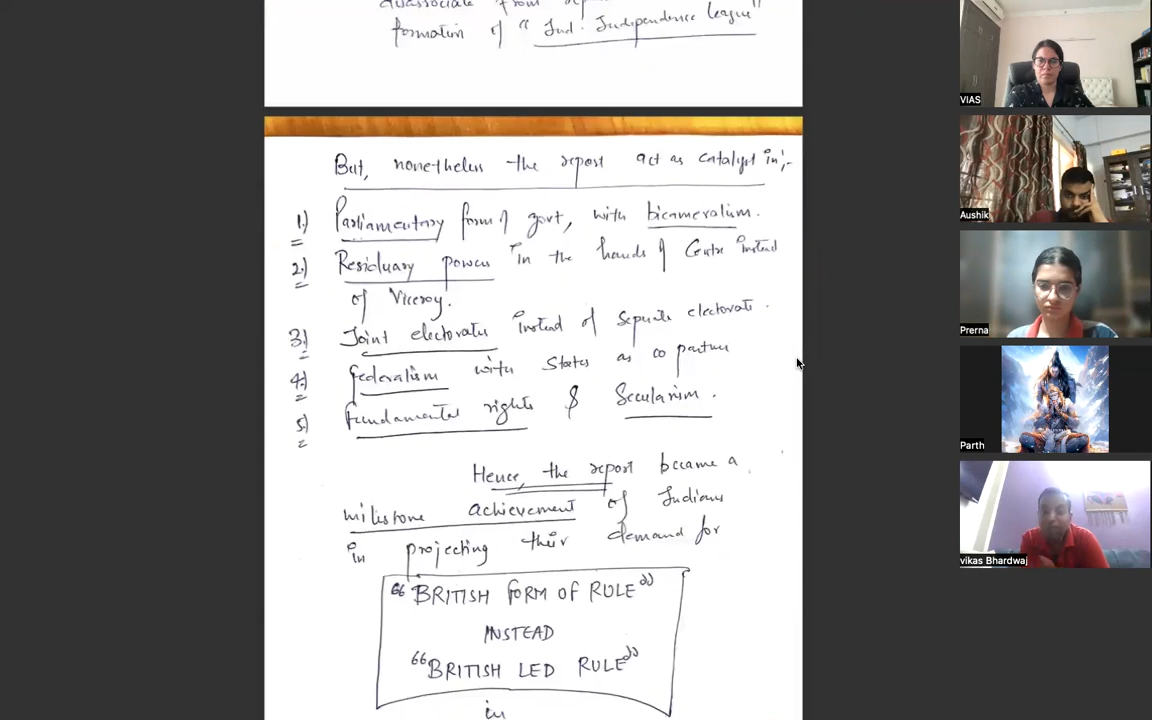 from
formation of " Ind. Independence league"
But, nonetheless the report act as catalyst in;-
1) Parliamentary form of govt, with bicameralism.
2) Residuary powers in the hands of Centre instead
of Viceroy.
3) Joint electorates instead of separate electorate.
4) federalism with States as co partner
5) fundamental rights & Secularism.
Hence, the report became a
milestone achievement of Indians
in projecting their demand for
"BRITISH FORM OF RULE"
INSTEAD
"BRITISH LED RULE"
in
VIAS
Aushik
Prerna
Parth
vikas Bhardwaj